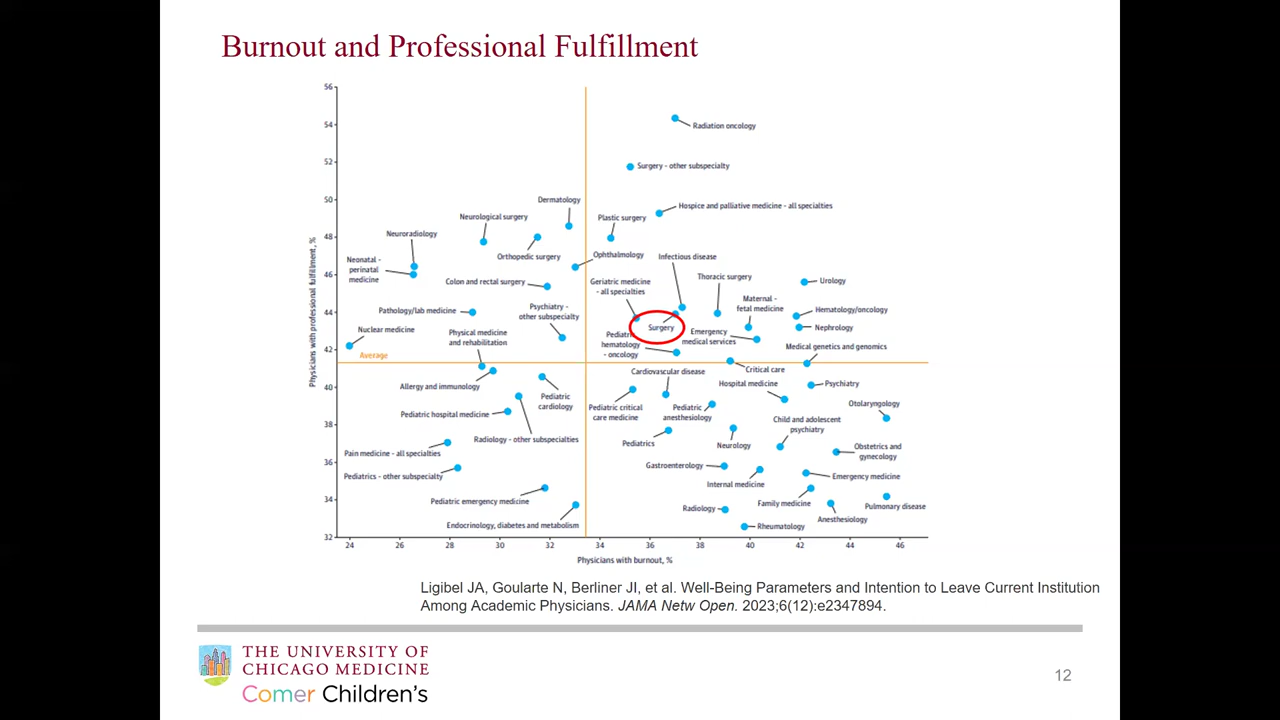 Burnout and Professional Fulfillment
56
54
52
50
48
46
44
42
40
38
36
34
32
Physicians with professional fulfillment, %
Radiation oncology
Surgery - other subspecialty
Dermatology
Hospice and palliative medicine - all specialties
Neurological surgery
Plastic surgery
Neuroradiology
Orthopedic surgery
Ophthalmology
Infectious disease
Neonatal -
perinatal
medicine
Colon and rectal surgery
Geriatric medicine
- all specialties
Thoracic surgery
Urology
Maternal -
fetal medicine
Pathology/lab medicine
Psychiatry -
other subspecialty
Hematology/oncology
Nuclear medicine
Physical medicine
and rehabilitation
Surgery
Emergency
medical services
Nephrology
Pediatric
hematology
- oncology
Medical genetics and genomics
Average
Cardiovascular disease
Critical care
Allergy and immunology
Hospital medicine
Psychiatry
Pediatric
cardiology
Pediatric critical
care medicine
Pediatric
anesthesiology
Otolaryngology
Pediatric hospital medicine
Child and adolescent
psychiatry
Radiology - other subspecialties
Pediatrics
Neurology
Obstetrics and
gynecology
Pain medicine - all specialties
Gastroenterology
Pediatrics - other subspecialty
Internal medicine
Emergency medicine
Pediatric emergency medicine
Radiology
Family medicine
Pulmonary disease
Endocrinology, diabetes and metabolism
Rheumatology
Anesthesiology
24 26 28 30 32 34 36 38 40 42 44 46
Physicians with burnout, %
Ligibel JA, Goularte N, Berliner JI, et al. Well-Being Parameters and Intention to Leave Current Institution
Among Academic Physicians. JAMA Netw Open. 2023;6(12):e2347894.
THE UNIVERSITY OF
CHICAGO MEDICINE
Comer Children's
12